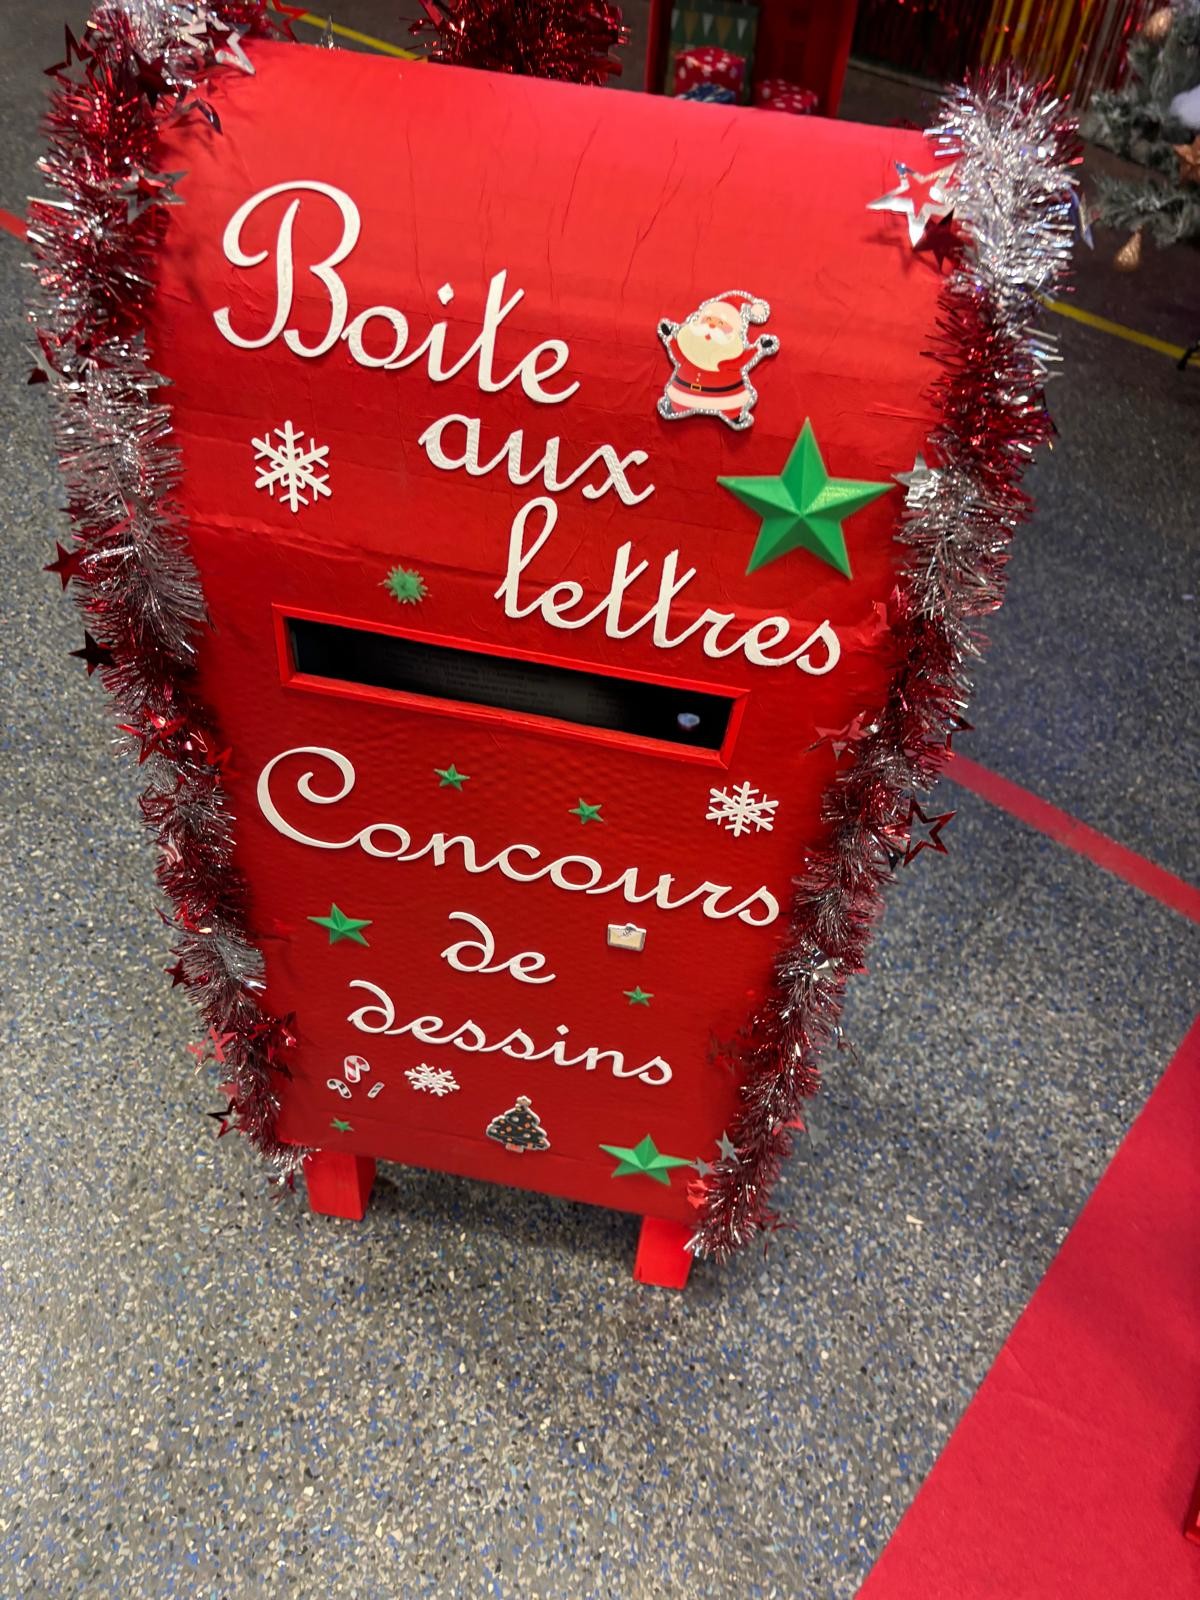 Boite
aux
lettres
Concours
de
dessins